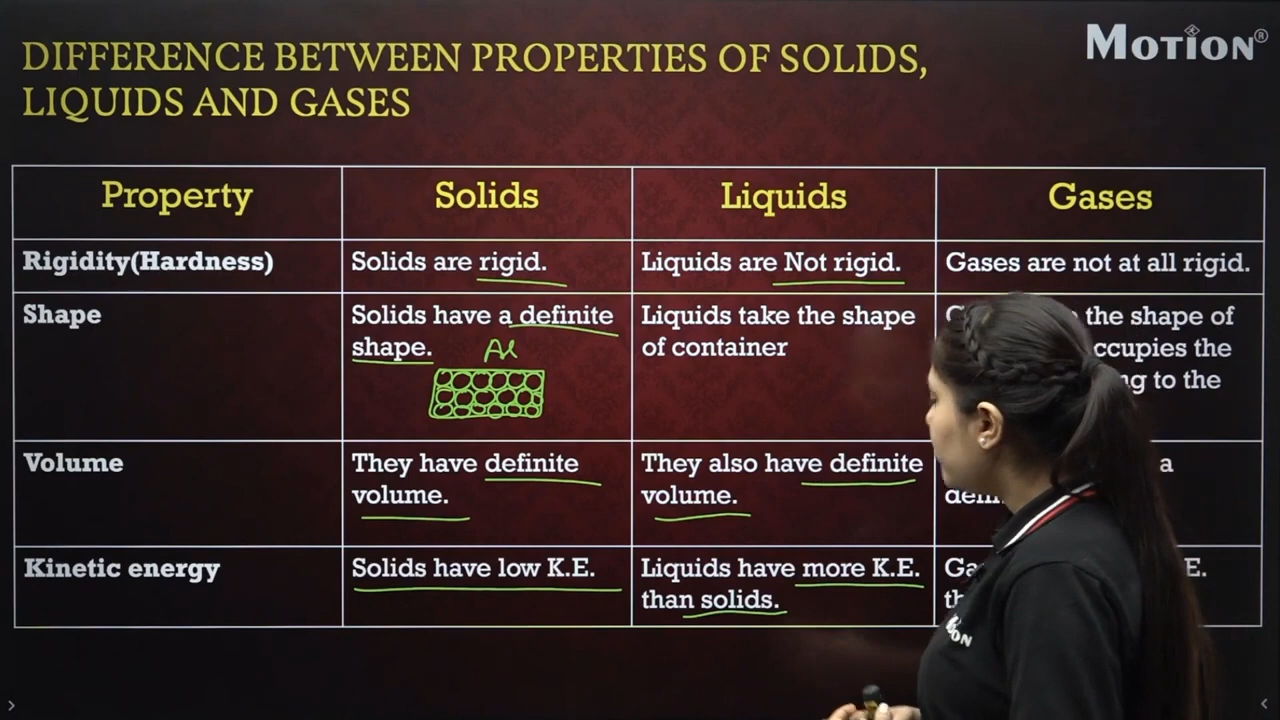 MOTION®
DIFFERENCE BETWEEN PROPERTIES OF SOLIDS,
LIQUIDS AND GASES
Property
Solids
Liquids
Gases
Rigidity(Hardness)
Solids are rigid.
Liquids are Not rigid.
Gases are not at all rigid.
Shape
Solids have a definite
shape.
Al
Liquids take the shape
of container
the shape of
the
to the
Volume
They have definite
volume.
They also have definite
volume.
a
Kinetic energy
Solids have low K.E.
Liquids have more K.E.
than solids.